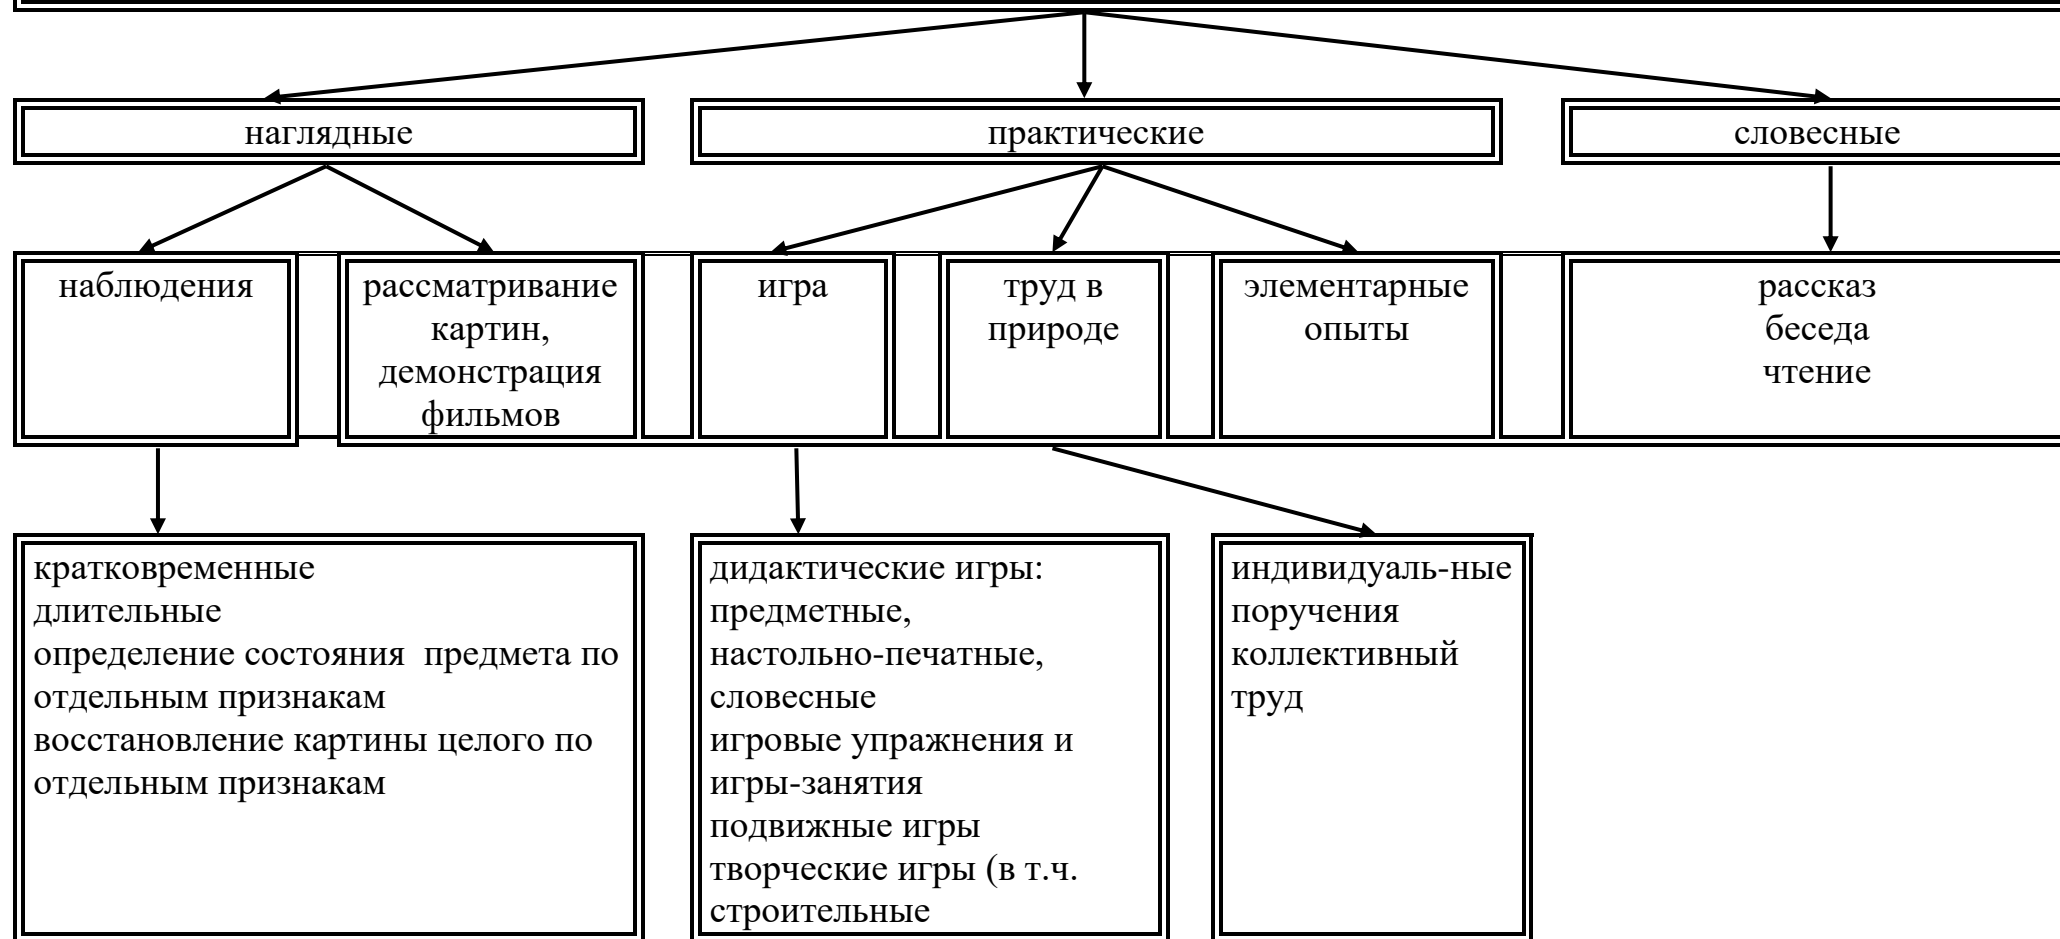 наглядные
практические
словесные
наблюдения
рассматривание
картин,
демонстрация
фильмов
игра
труд в
природе
элементарные
опыты
рассказ
беседа
чтение
кратковременные
длительные
определение состояния  предмета по
отдельным признакам
восстановление картины целого по
отдельным признакам
дидактические игры:
предметные,
настольно-печатные,
словесные
игровые упражнения и
игры-занятия
подвижные игры
творческие игры (в т.ч.
строительные
индивидуаль-ные
поручения
коллективный
труд